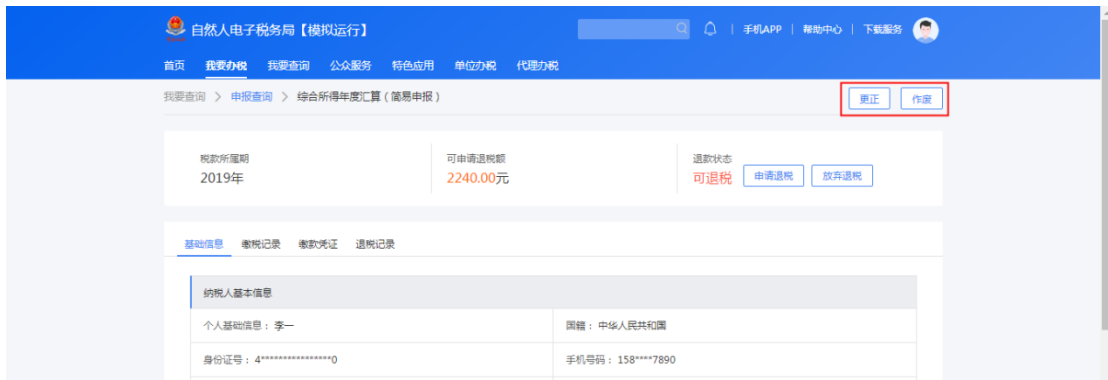 自然人电子税务局【模拟运行】
手机APP | 帮助中心 | 下载服务
首页 我要办税 我要查询 公众服务 特色应用 单位办税 代理办税
我要查询 > 申报查询 > 综合所得年度汇算（简易申报） 更正 作废
税款所属期 可申请退税额 退款状态
2019年 2240.00元 可退税 申请退税 放弃退税
基础信息 缴税记录 缴款凭证 退税记录
纳税人基本信息
个人基础信息：李一 国籍：中华人民共和国
身份证号：4****************0 手机号码：158****7890